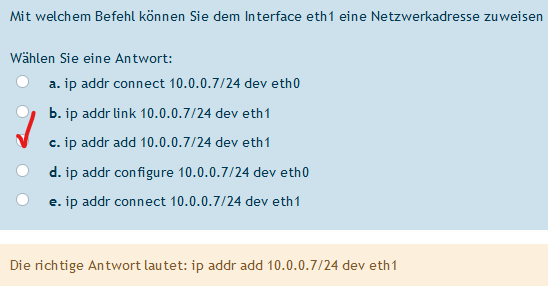 Mit welchem Befehl können Sie dem Interface eth1 eine Netzwerkadresse zuweisen
Wählen Sie eine Antwort:
a. ip addr connect 10.0.0.7/24 dev eth0
b. ip addr link 10.0.0.7/24 dev eth1
c. ip addr add 10.0.0.7/24 dev eth1
d. ip addr configure 10.0.0.7/24 dev eth0
e. ip addr connect 10.0.0.7/24 dev eth1
Die richtige Antwort lautet: ip addr add 10.0.0.7/24 dev eth1